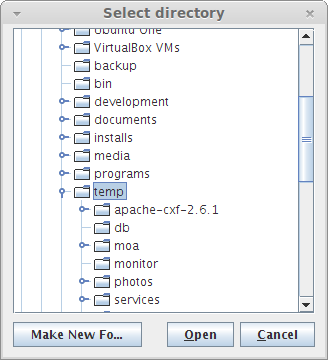 Select directory
Ubuntu One
VirtualBox VMs
backup
bin
development
documents
installs
media
programs
temp
apache-cxf-2.6.1
db
moa
monitor
photos
services
Make New Fo... Open Cancel